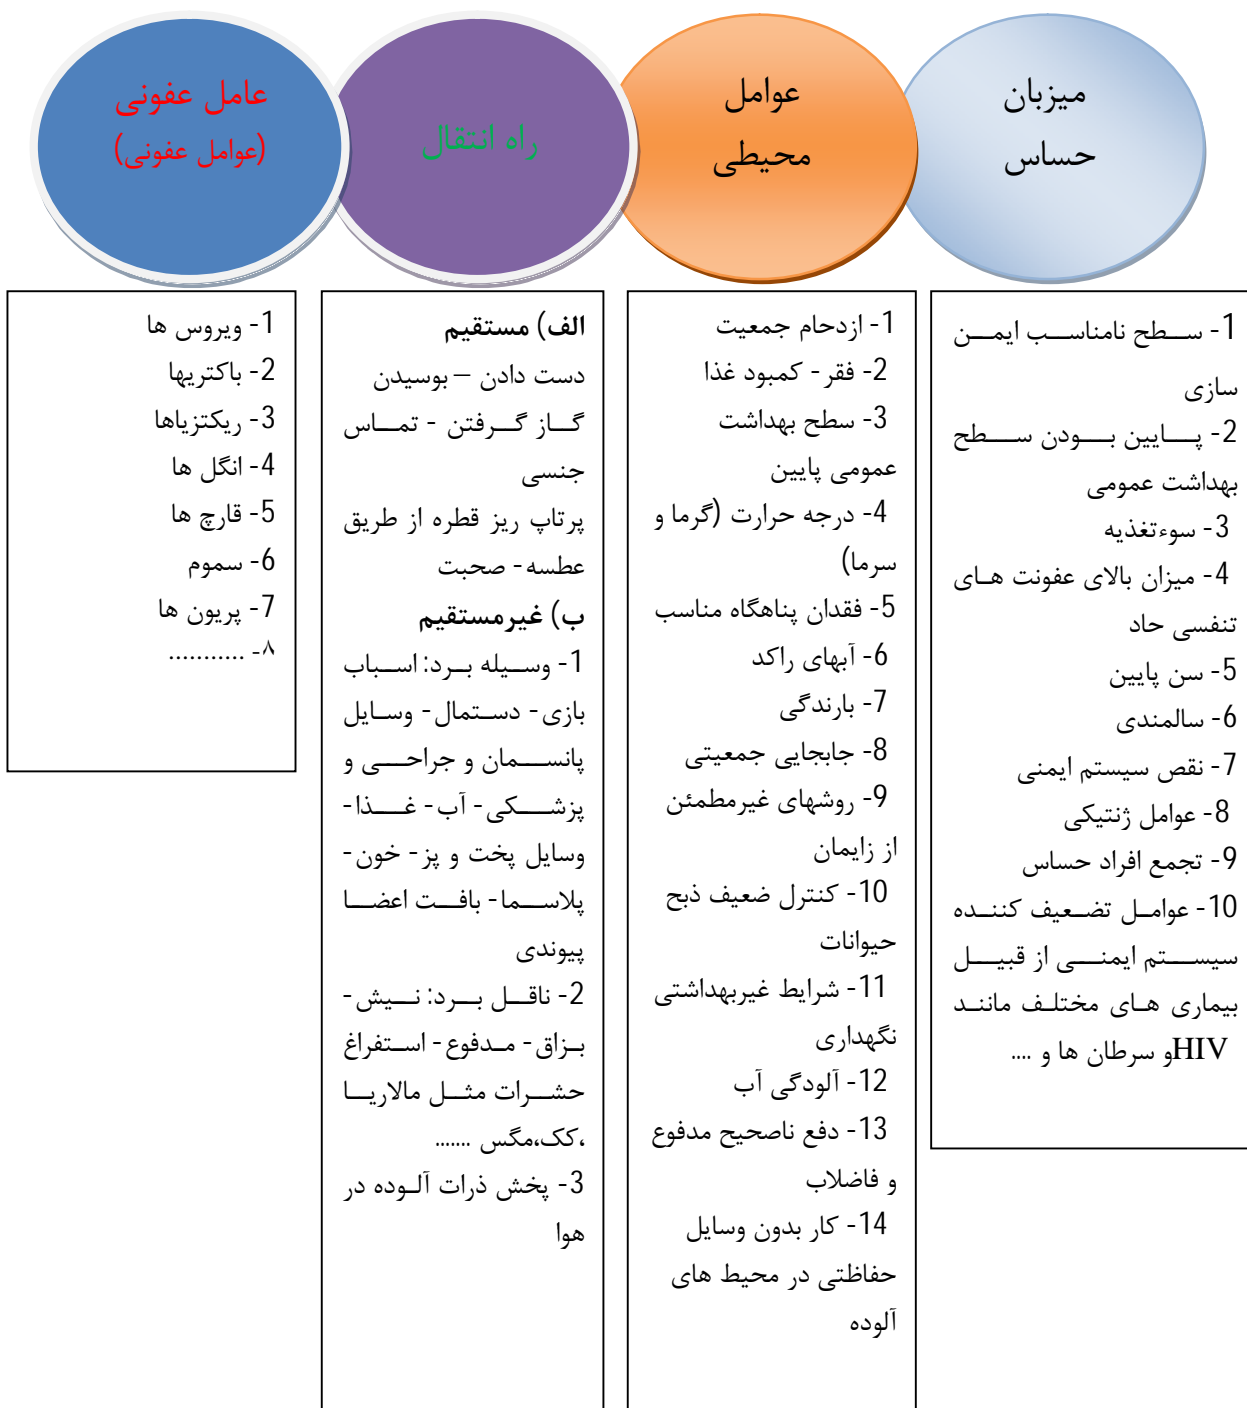 میزبان
حساس
عوامل
محیطی
راه انتقال
عامل عفونی
(عوامل عفونی)
1- سطح نامناسب ایمن
سازی
2- پایین بودن سطح
بهداشت عمومی
3- سوءتغذیه
4- میزان بالای عفونت های
تنفسی حاد
5- سن پایین
6- سالمندی
7- نقص سیستم ایمنی
8- عوامل ژنتیکی
9- تجمع افراد حساس
10- عوامل تضعیف کننده
سیستم ایمنی از قبیل
بیماری های مختلف مانند
HIVو سرطان ها و ....
1- ازدحام جمعیت
2- فقر- کمبود غذا
3- سطح بهداشت
عمومی پایین
4- درجه حرارت (گرما و
سرما)
5- فقدان پناهگاه مناسب
6- آبهای راکد
7- بارندگی
8- جابجایی جمعیتی
9- روشهای غیرمطمئن
از زایمان
10- کنترل ضعیف ذبح
حیوانات
11- شرایط غیربهداشتی
نگهداری
12- آلودگی آب
13- دفع ناصحیح مدفوع
و فاضلاب
14- کار بدون وسایل
حفاظتی در محیط های
آلوده
الف) مستقیم
دست دادن – بوسیدن
گاز گرفتن - تماس
جنسی
پرتاپ ریز قطره از طریق
عطسه- صحبت
ب) غیرمستقیم
1- وسیله برد: اسباب
بازی- دستمال- وسایل
پانسمان و جراحی و
پزشکی- آب- غذا-
وسایل پخت و پز- خون-
پلاسما- بافت اعضا
پیوندی
2- ناقل برد: نیش-
بزاق- مدفوع- استفراغ
حشرات مثل مالاریا
،کک،مگس .......
3- پخش ذرات آلوده در
هوا
1- ویروس ها
2- باکتریها
3- ریکتزیاها
4- انگل ها
5- قارچ ها
6- سموم
7- پریون ها
۸- ...........